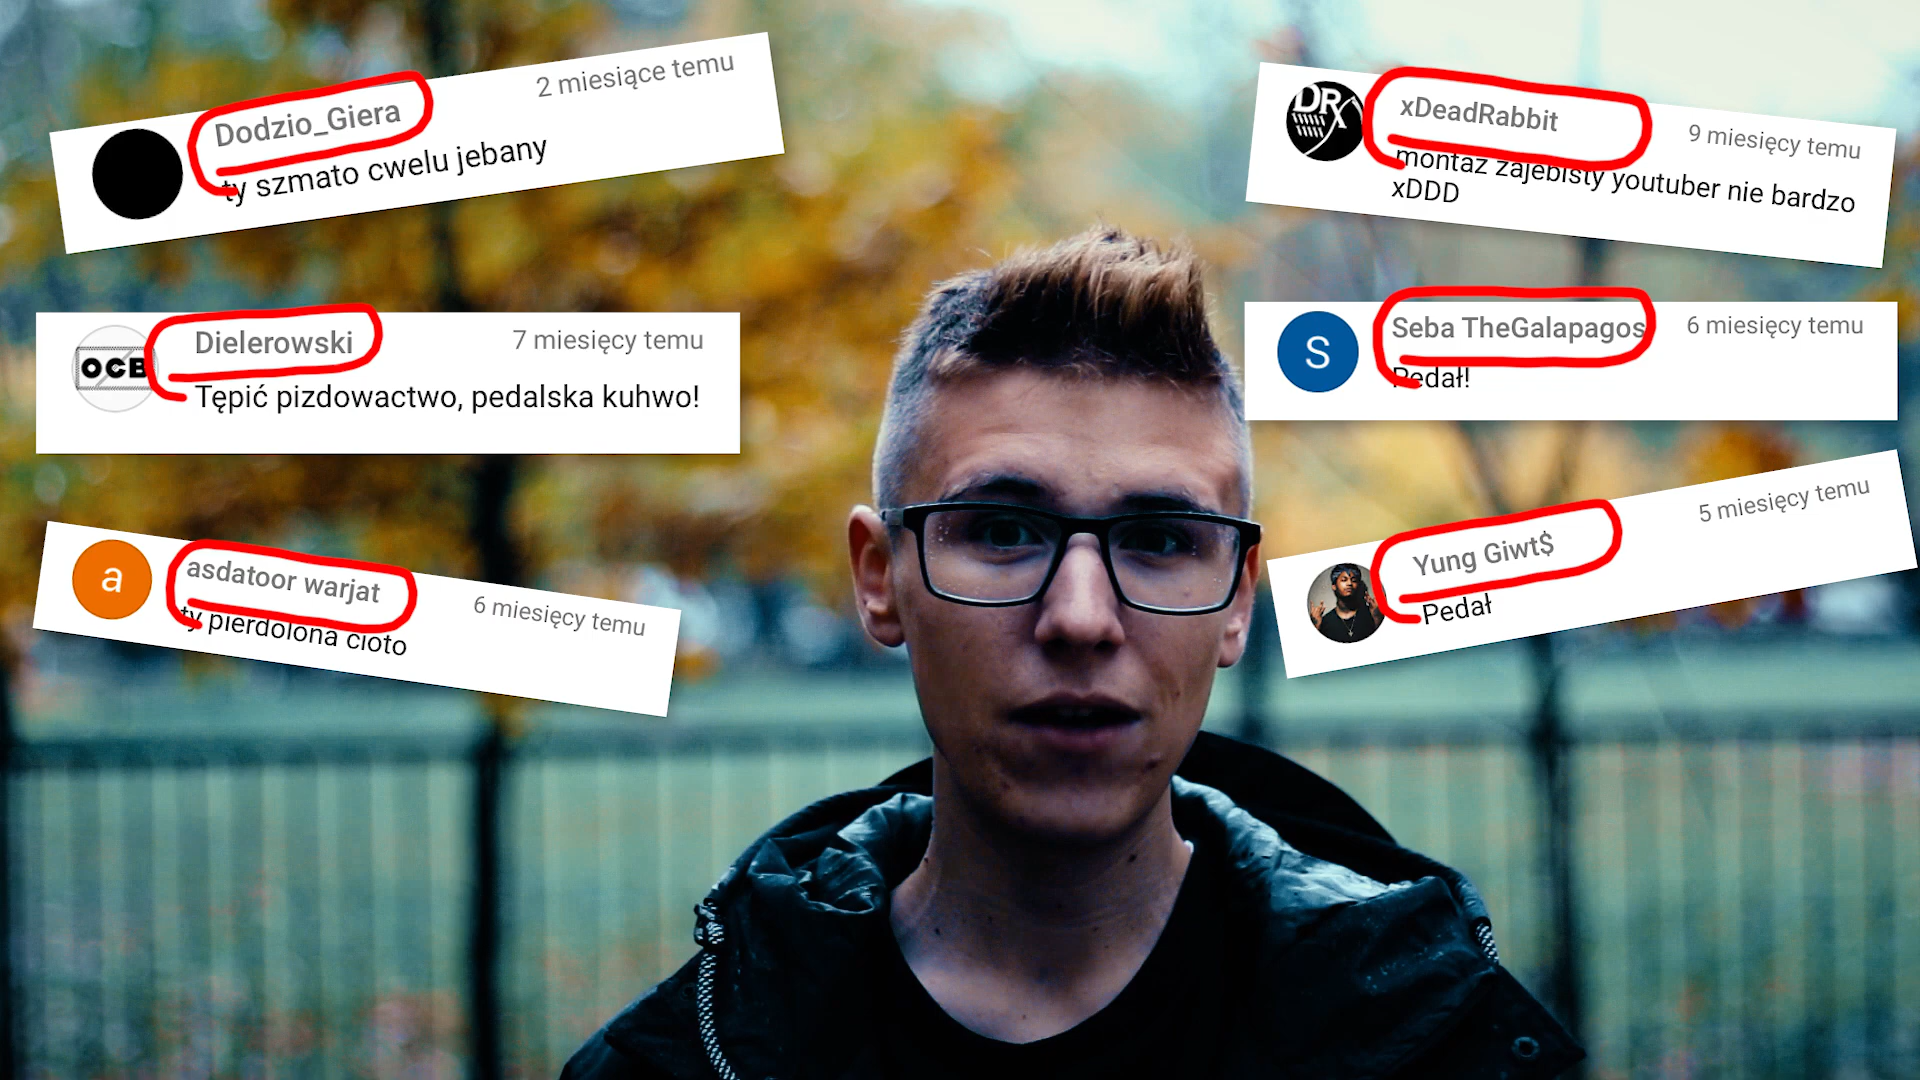 Dodzio_Giera
2 miesiące temu
ty szmato cwelu jebany
OCB
Dielerowski
7 miesięcy temu
Tępić pizdowactwo, pedalska kuhwo!
a
asdatoor warjat
6 miesięcy temu
ty pierdolona cioto
DRX
xDeadRabbit
9 miesięcy temu
montaz zajebisty youtuber nie bardzo
xDDD
S
Seba TheGalapagos
6 miesięcy temu
Pedał!
Yung Giwt$
5 miesięcy temu
Pedał